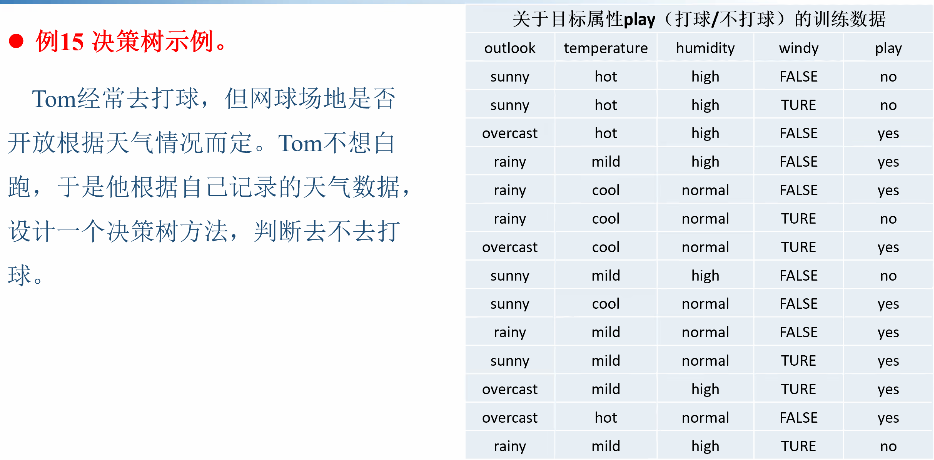 例15 决策树示例。
Tom经常去打球，但网球场地是否
开放根据天气情况而定。Tom不想白
跑，于是他根据自己记录的天气数据，
设计一个决策树方法，判断去不去打
球。
关于目标属性play（打球/不打球）的训练数据
outlook temperature humidity windy play
sunny hot high FALSE no
sunny hot high TURE no
overcast hot high FALSE yes
rainy mild high FALSE yes
rainy cool normal FALSE yes
rainy cool normal TURE no
overcast cool normal TURE yes
sunny mild high FALSE no
sunny cool normal FALSE yes
rainy mild normal FALSE yes
sunny mild normal TURE yes
overcast mild high TURE yes
overcast hot normal FALSE yes
rainy mild high TURE no